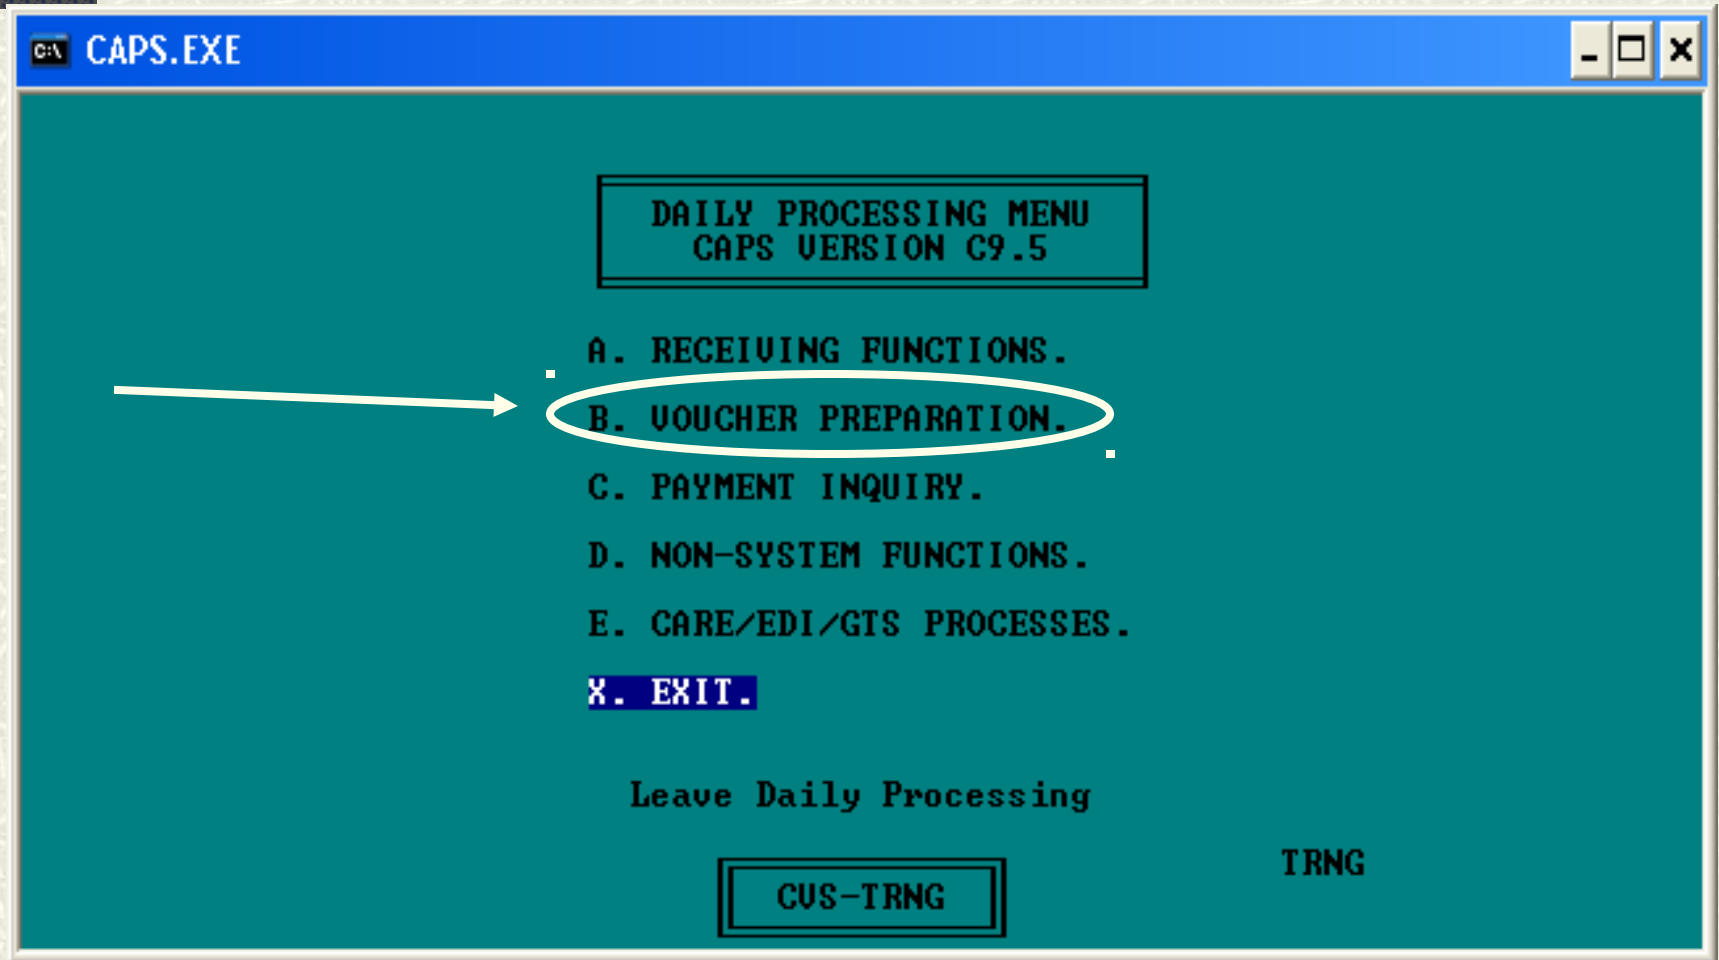 C:\ CAPS.EXE
DAILY PROCESSING MENU
CAPS VERSION C9.5
A. RECEIVING FUNCTIONS.
B. VOUCHER PREPARATION.
C. PAYMENT INQUIRY.
D. NON-SYSTEM FUNCTIONS.
E. CARE/EDI/GTS PROCESSES.
X. EXIT.
Leave Daily Processing
TRNG
CVS-TRNG